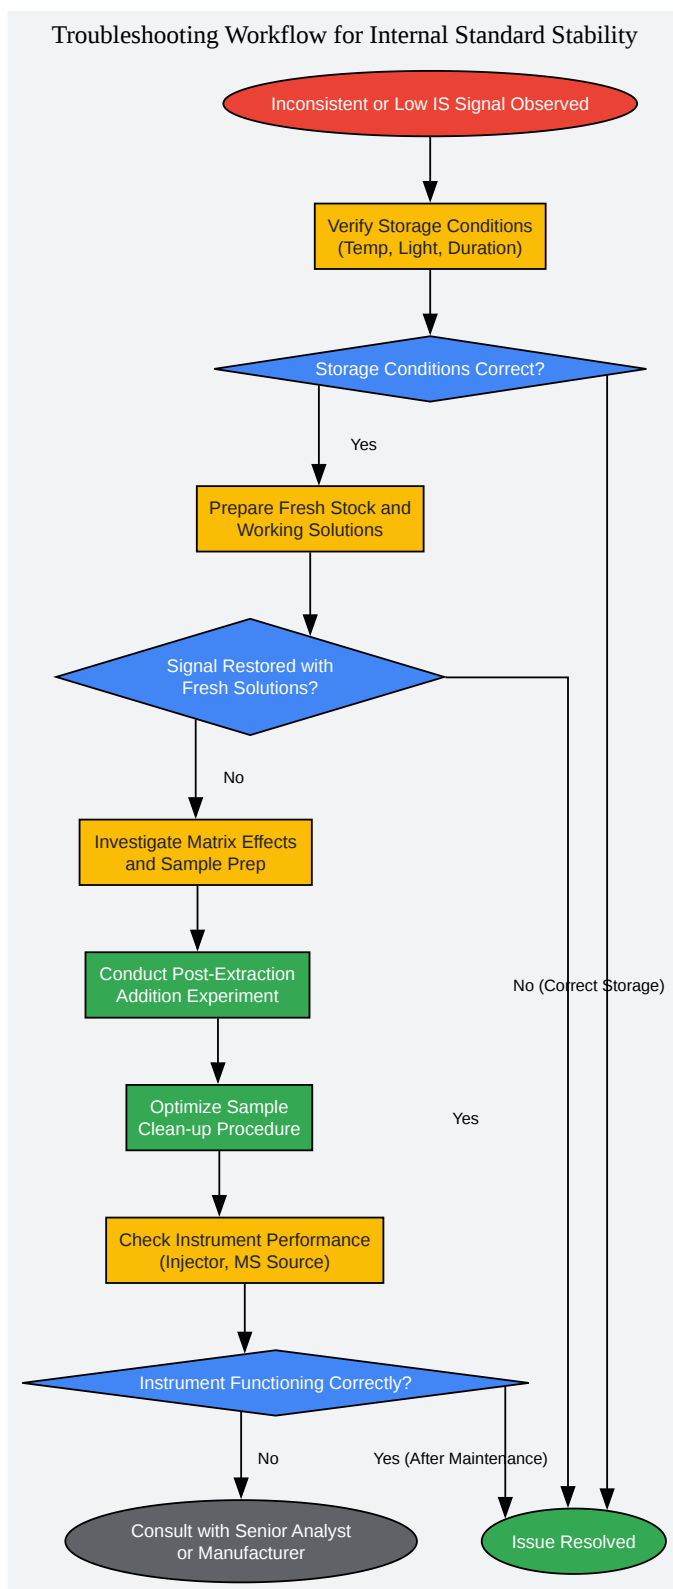 Troubleshooting Workflow for Internal Standard Stability
Inconsistent or Low IS Signal Observed
Verify Storage Conditions
(Temp, Light, Duration)
Storage Conditions Correct?
Yes
Prepare Fresh Stock and
Working Solutions
Signal Restored with
Fresh Solutions?
No
Investigate Matrix Effects
and Sample Prep
Conduct Post-Extraction
Addition Experiment
No (Correct Storage)
Optimize Sample
Clean-up Procedure
Yes
Check Instrument Performance
(Injector, MS Source)
Instrument Functioning Correctly?
No
Yes (After Maintenance)
Consult with Senior Analyst
or Manufacturer
Issue Resolved